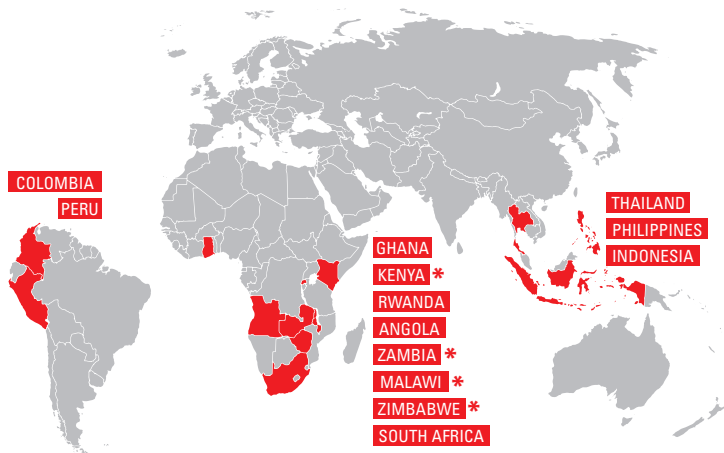 COLOMBIA
PERU
GHANA
KENYA *
RWANDA
ANGOLA
ZAMBIA *
MALAWI *
ZIMBABWE *
SOUTH AFRICA
THAILAND
PHILIPPINES
INDONESIA